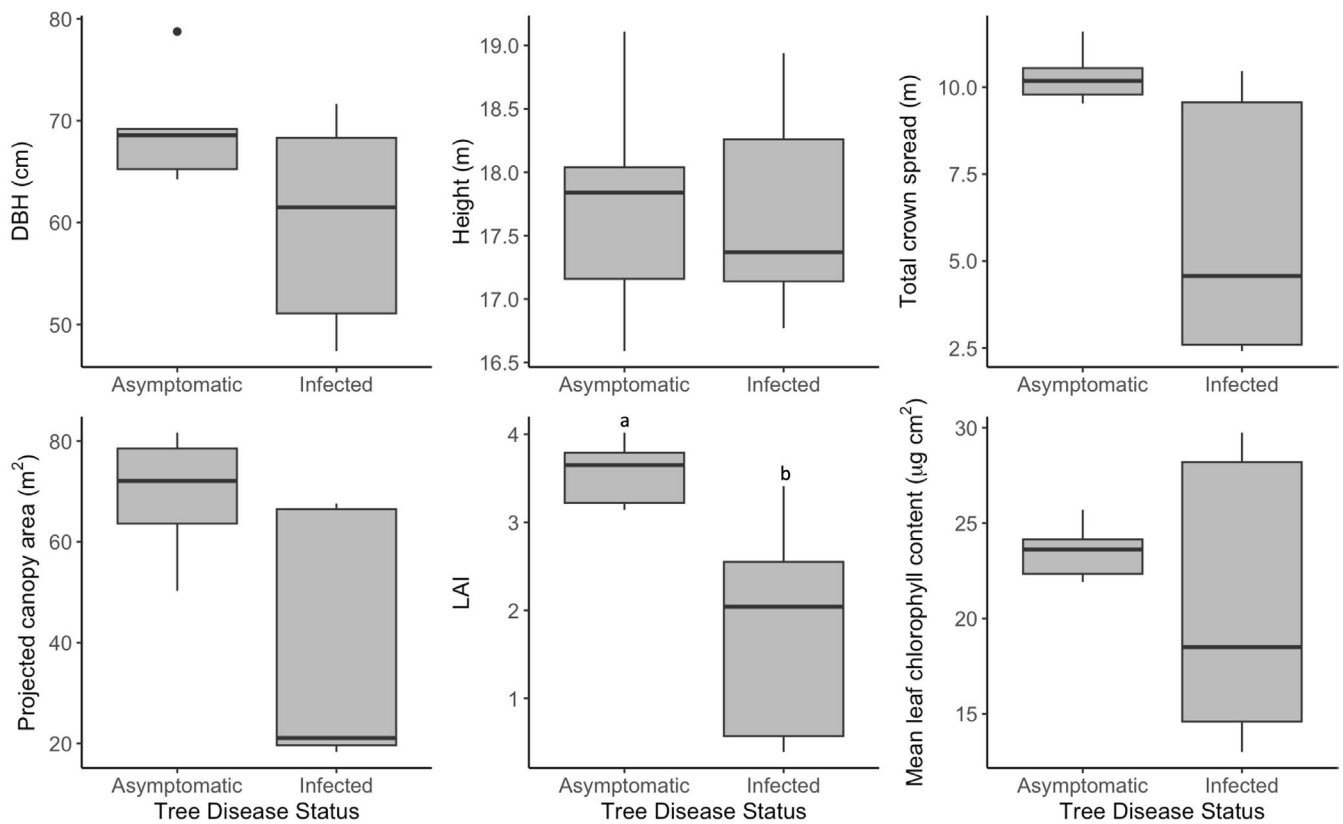 DBH (cm)
80
70
60
50
Asymptomatic
Infected
Height (m)
19.0
18.5
18.0
17.5
17.0
16.5
Asymptomatic
Infected
Total crown spread (m)
10.0
7.5
5.0
2.5
Asymptomatic
Infected
Projected canopy area (m²)
80
60
40
20
Asymptomatic
Infected
Tree Disease Status
LAI
4
3
2
1
a
b
Asymptomatic
Infected
Tree Disease Status
Mean leaf chlorophyll content (μg cm²)
30
25
20
15
Asymptomatic
Infected
Tree Disease Status